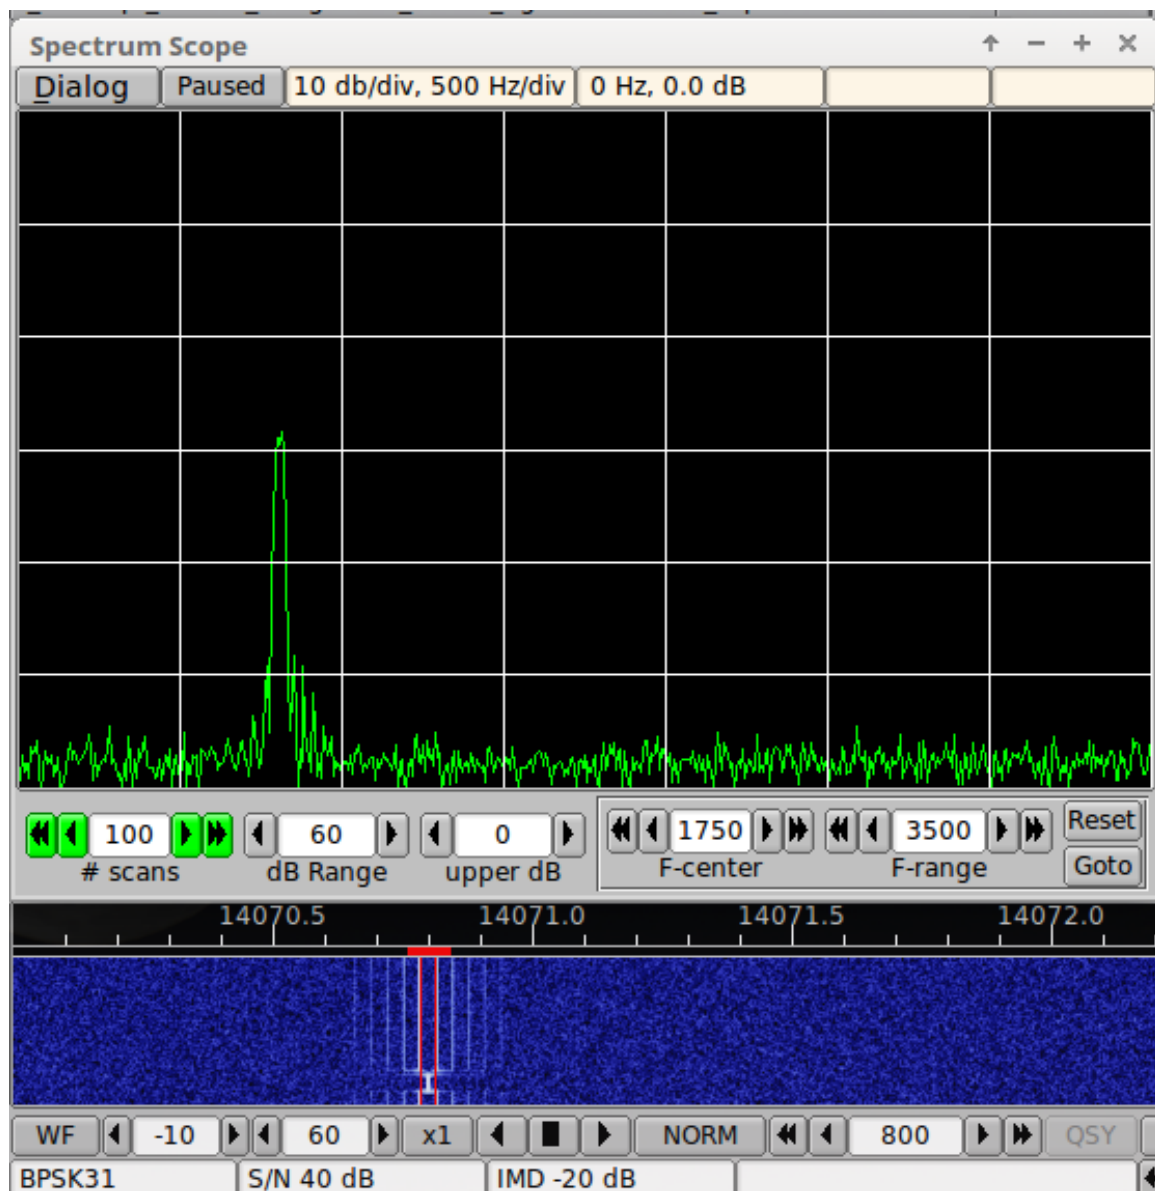 Spectrum Scope
Dialog Paused 10 db/div, 500 Hz/div 0 Hz, 0.0 dB
100 60 0 1750 3500 Reset
# scans dB Range upper dB F-center F-range Goto
14070.5 14071.0 14071.5 14072.0
WF -10 60 x1 NORM 800 QSY
BPSK31 S/N 40 dB IMD -20 dB